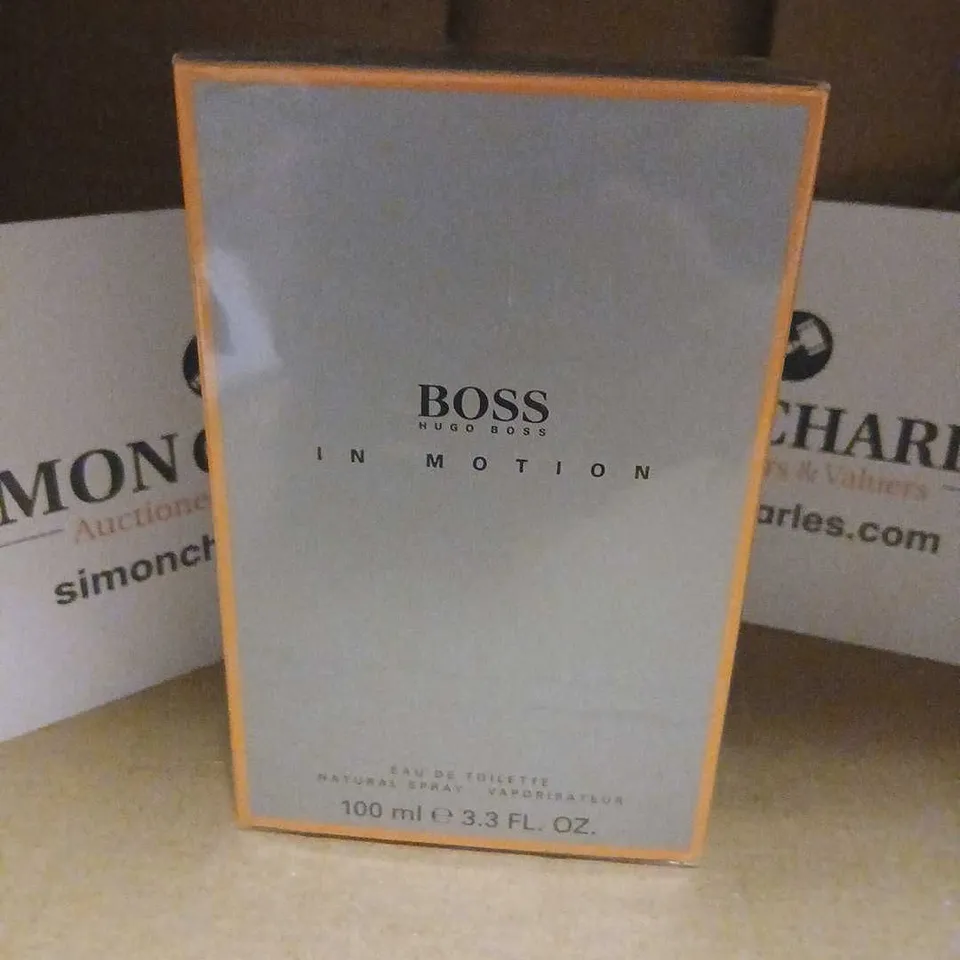 BOSS
HUGO BOSS
IN MOTION
EAU DE TOILETTE
NATURAL SPRAY VAPORISATEUR
100 ml ℮ 3.3 FL. OZ.
MON C
Auctione
simonch
CHARL
rs & Valuers
arles.com